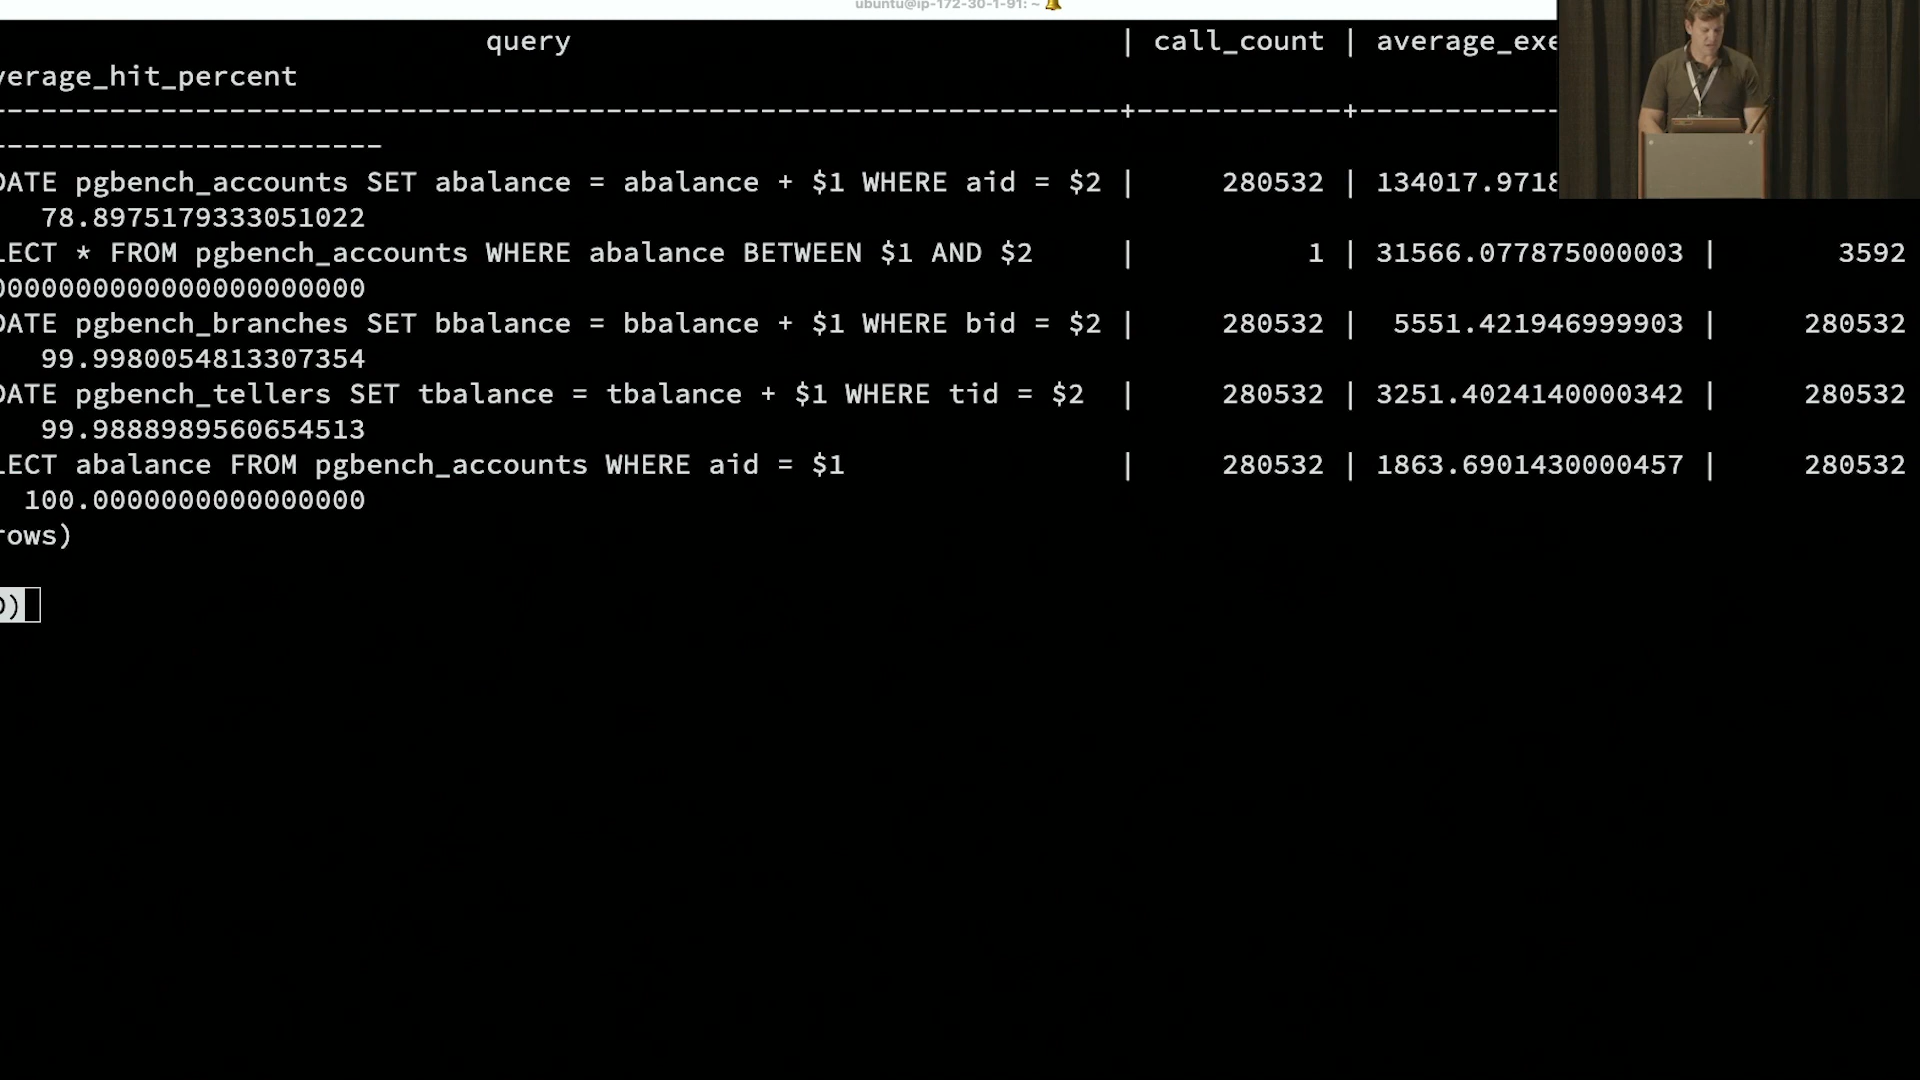 ubuntu@ip-172-30-1-91: ~
query | call_count | average_exe
verage_hit_percent
------------------------------------------------------------------+------------+------------
-----------------------
DATE pgbench_accounts SET abalance = abalance + $1 WHERE aid = $2 | 280532 | 134017.9718
78.8975179333051022
LECT * FROM pgbench_accounts WHERE abalance BETWEEN $1 AND $2 | 1 | 31566.077875000003 | 3592
0000000000000000000000
DATE pgbench_branches SET bbalance = bbalance + $1 WHERE bid = $2 | 280532 | 5551.421946999903 | 280532
99.9980054813307354
DATE pgbench_tellers SET tbalance = tbalance + $1 WHERE tid = $2 | 280532 | 3251.4024140000342 | 280532
99.9888989560654513
LECT abalance FROM pgbench_accounts WHERE aid = $1 | 280532 | 1863.6901430000457 | 280532
100.0000000000000000
rows)
D)